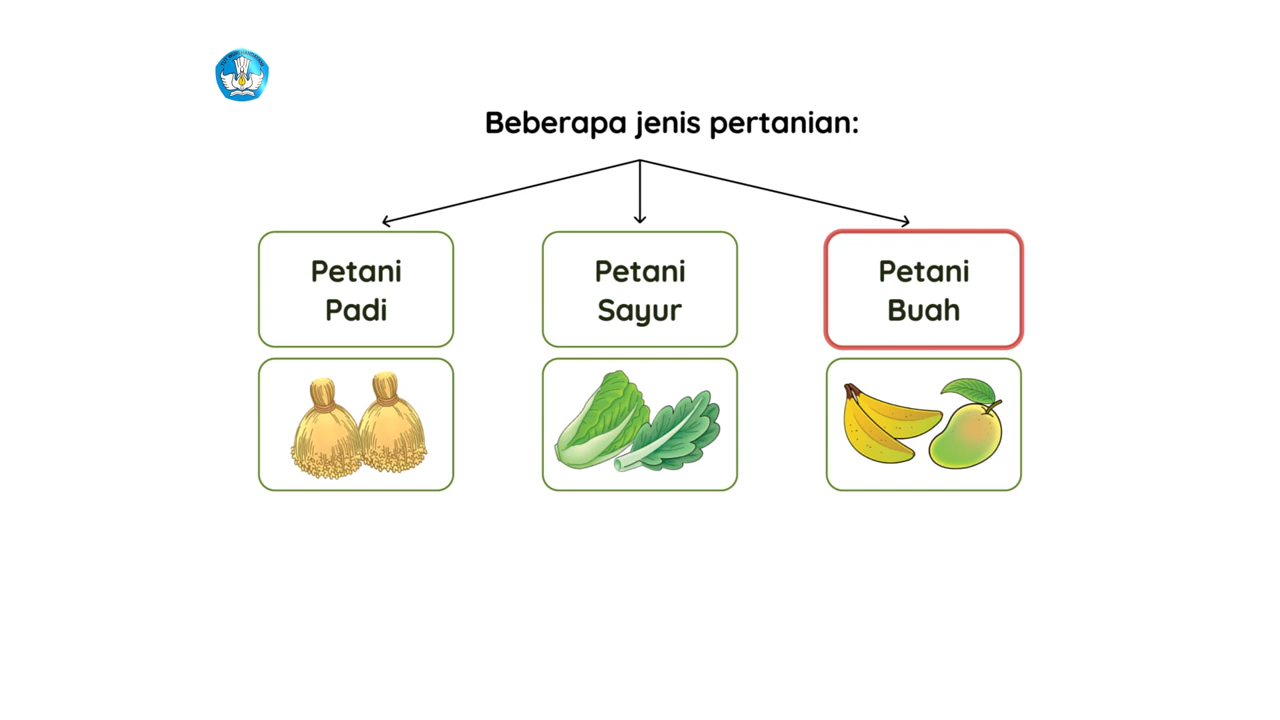 Beberapa jenis pertanian:
Petani
Padi
Petani
Sayur
Petani
Buah